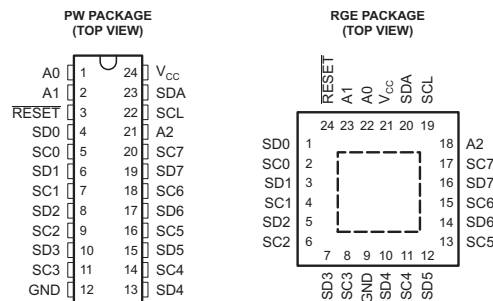 PW PACKAGE
(TOP VIEW)
A0 1 24 VCC
A1 2 23 SDA
RESET 3 22 SCL
SD0 4 21 A2
SC0 5 20 SC7
SD1 6 19 SD7
SC1 7 18 SC6
SD2 8 17 SD6
SC2 9 16 SC5
SD3 10 15 SD5
SC3 11 14 SC4
GND 12 13 SD4
RGE PACKAGE
(TOP VIEW)
RESET A1 A0 VCC SDA SCL
24 23 22 21 20 19
SD0 1 18 A2
SC0 2 17 SC7
SD1 3 16 SD7
SC1 4 15 SC6
SD2 5 14 SD6
SC2 6 13 SC5
7 8 9 10 11 12
SD3 SC3 GND SD4 SC4 SD5